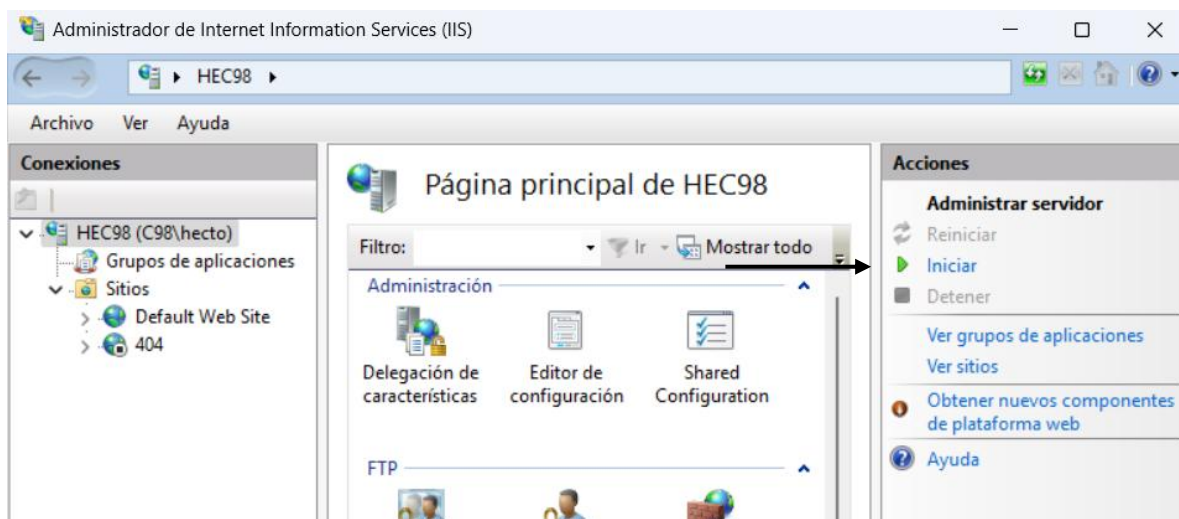 Administrador de Internet Information Services (IIS)
HEC98
Archivo Ver Ayuda
Conexiones
HEC98 (C98\hecto)
Grupos de aplicaciones
Sitios
Default Web Site
404
Página principal de HEC98
Filtro: Ir Mostrar todo
Administración
Delegación de
características
Editor de
configuración
Shared
Configuration
FTP
Acciones
Administrar servidor
Reiniciar
Iniciar
Detener
Ver grupos de aplicaciones
Ver sitios
Obtener nuevos componentes
de plataforma web
Ayuda